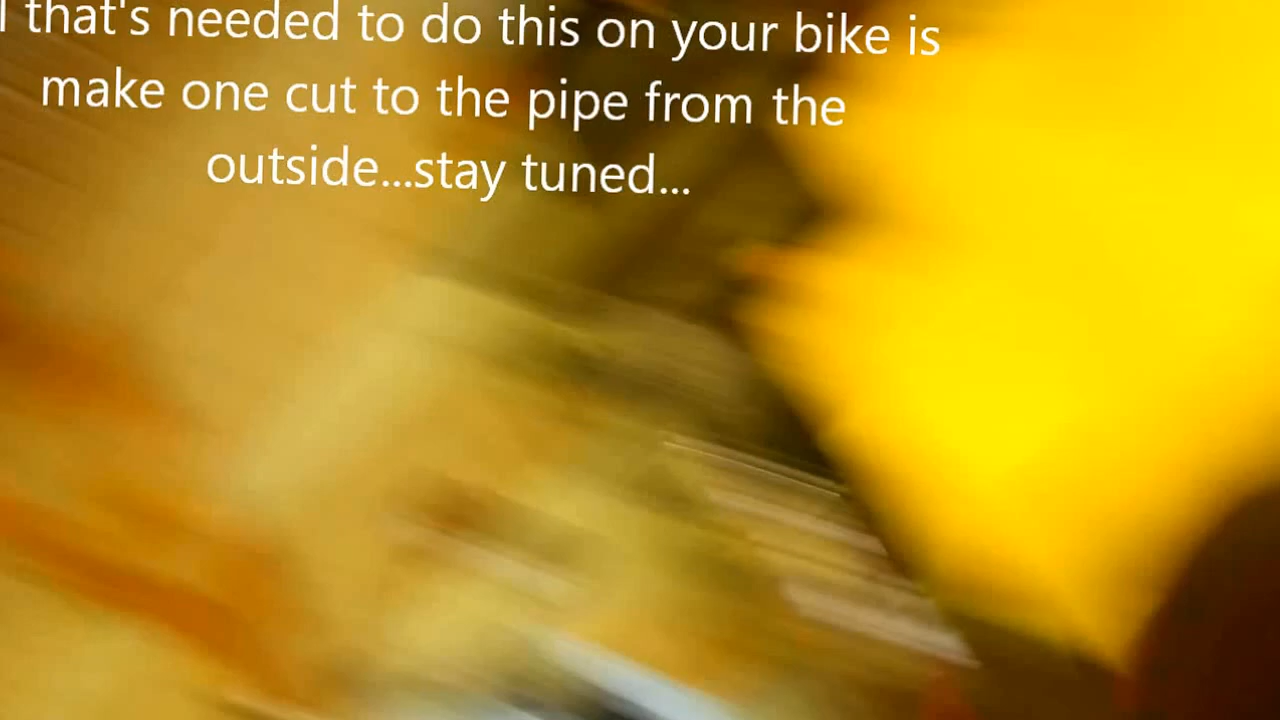 that's needed to do this on your bike is
make one cut to the pipe from the
outside...stay tuned...